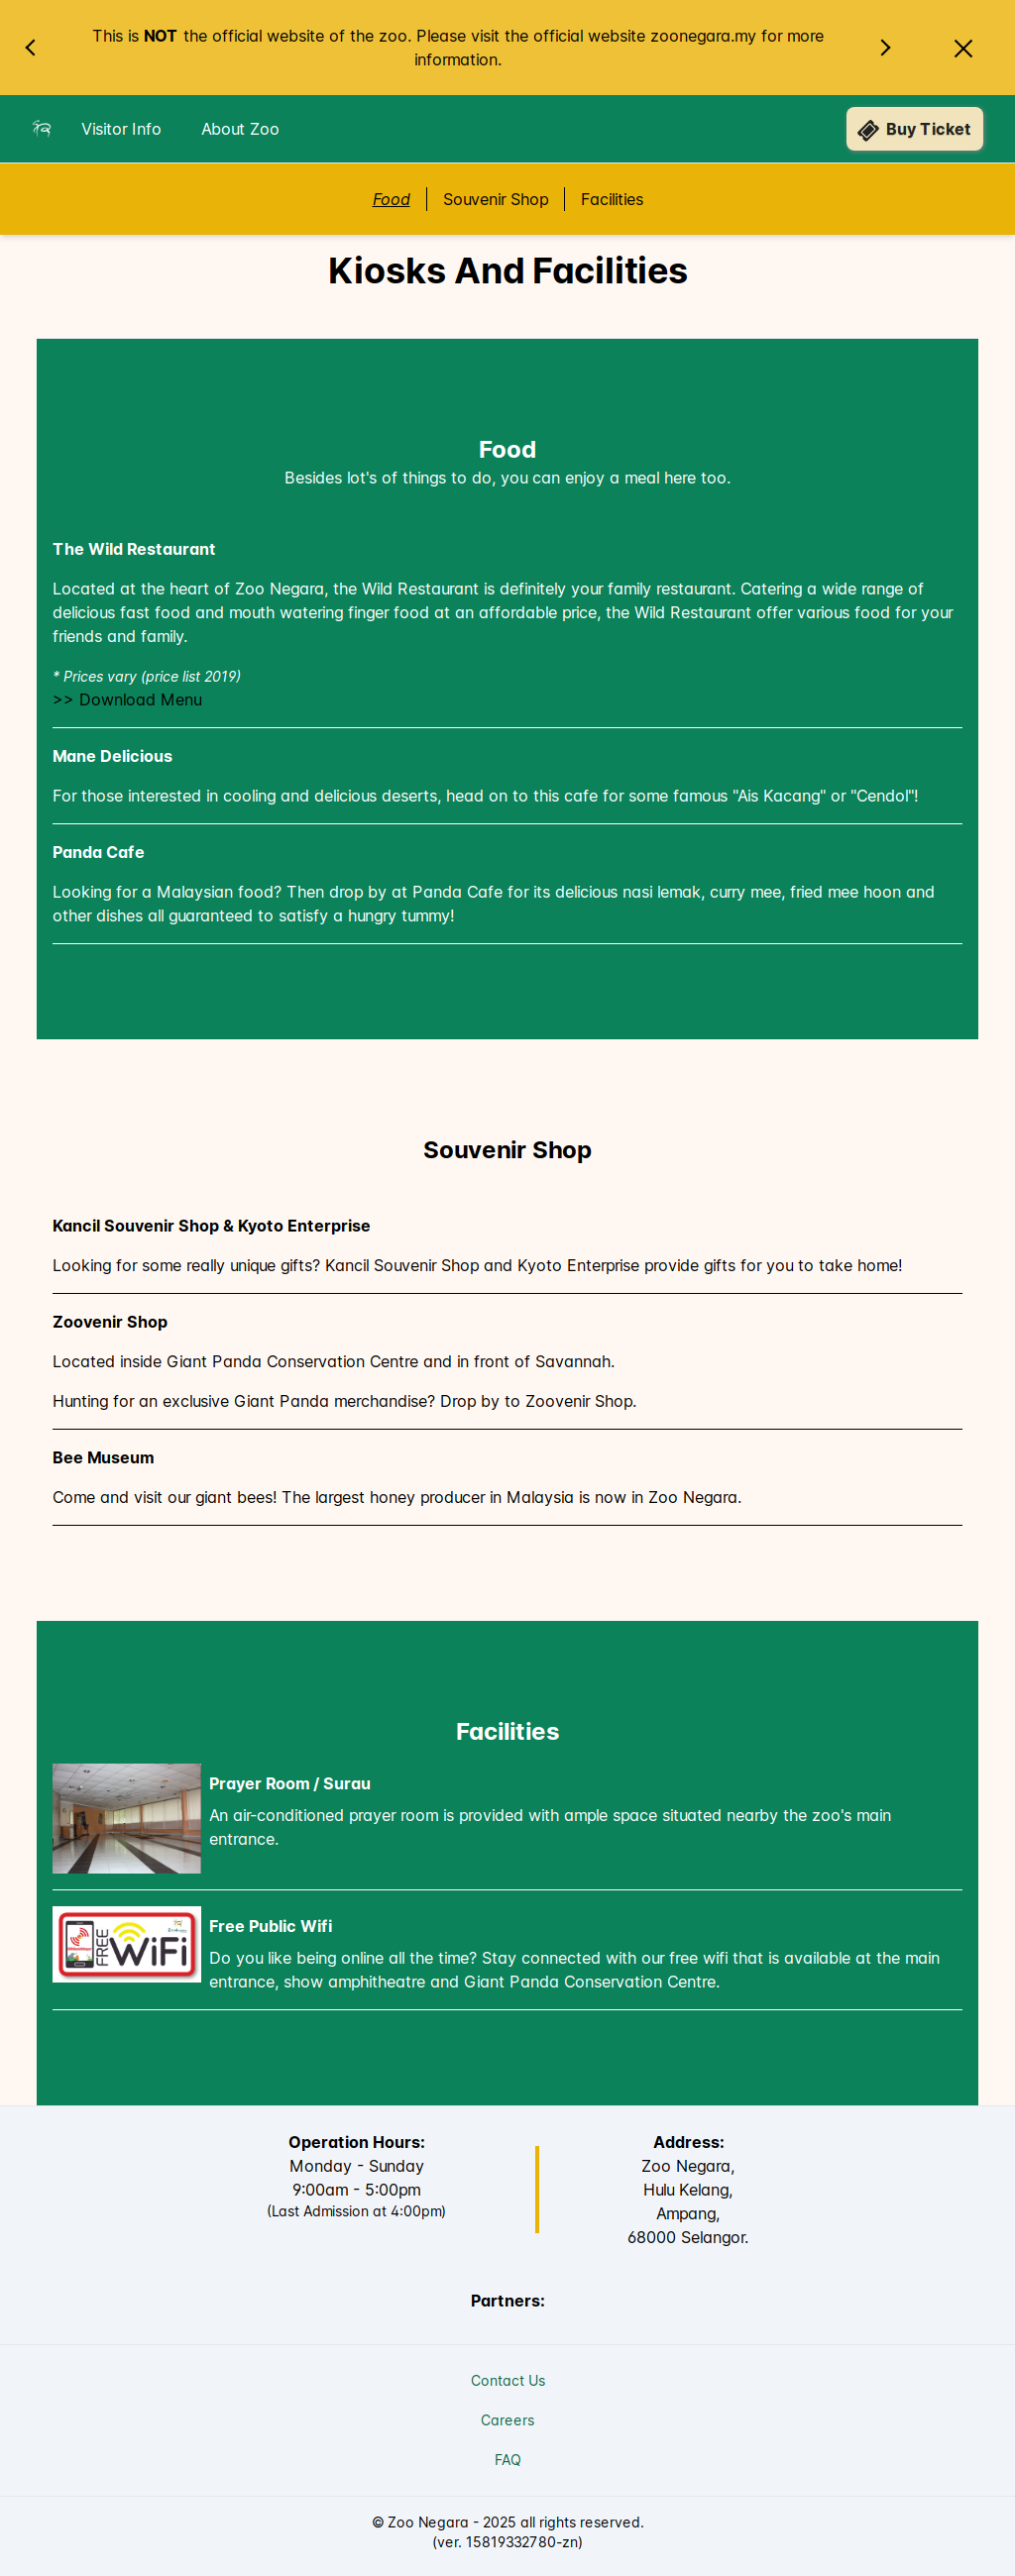 This is NOT the official website of the zoo. Please visit the official website zoonegara.my for more
information.
Visitor Info
About Zoo
Buy Ticket
Food
Souvenir Shop
Facilities
Kiosks And Facilities
Food
Besides lot's of things to do, you can enjoy a meal here too.
The Wild Restaurant
Located at the heart of Zoo Negara, the Wild Restaurant is definitely your family restaurant. Catering a wide range of
delicious fast food and mouth watering finger food at an affordable price, the Wild Restaurant offer various food for your
friends and family.
* Prices vary (price list 2019)
>> Download Menu
Mane Delicious
For those interested in cooling and delicious deserts, head on to this cafe for some famous "Ais Kacang" or "Cendol"!
Panda Cafe
Looking for a Malaysian food? Then drop by at Panda Cafe for its delicious nasi lemak, curry mee, fried mee hoon and
other dishes all guaranteed to satisfy a hungry tummy!
Souvenir Shop
Kancil Souvenir Shop & Kyoto Enterprise
Looking for some really unique gifts? Kancil Souvenir Shop and Kyoto Enterprise provide gifts for you to take home!
Zoovenir Shop
Located inside Giant Panda Conservation Centre and in front of Savannah.
Hunting for an exclusive Giant Panda merchandise? Drop by to Zoovenir Shop.
Bee Museum
Come and visit our giant bees! The largest honey producer in Malaysia is now in Zoo Negara.
Facilities
Prayer Room / Surau
An air-conditioned prayer room is provided with ample space situated nearby the zoo's main
entrance.
FREE WiFi
Free Public Wifi
Do you like being online all the time? Stay connected with our free wifi that is available at the main
entrance, show amphitheatre and Giant Panda Conservation Centre.
Operation Hours:
Monday - Sunday
9:00am - 5:00pm
(Last Admission at 4:00pm)
Address:
Zoo Negara,
Hulu Kelang,
Ampang,
68000 Selangor.
Partners:
Contact Us
Careers
FAQ
© Zoo Negara - 2025 all rights reserved.
(ver. 15819332780-zn)